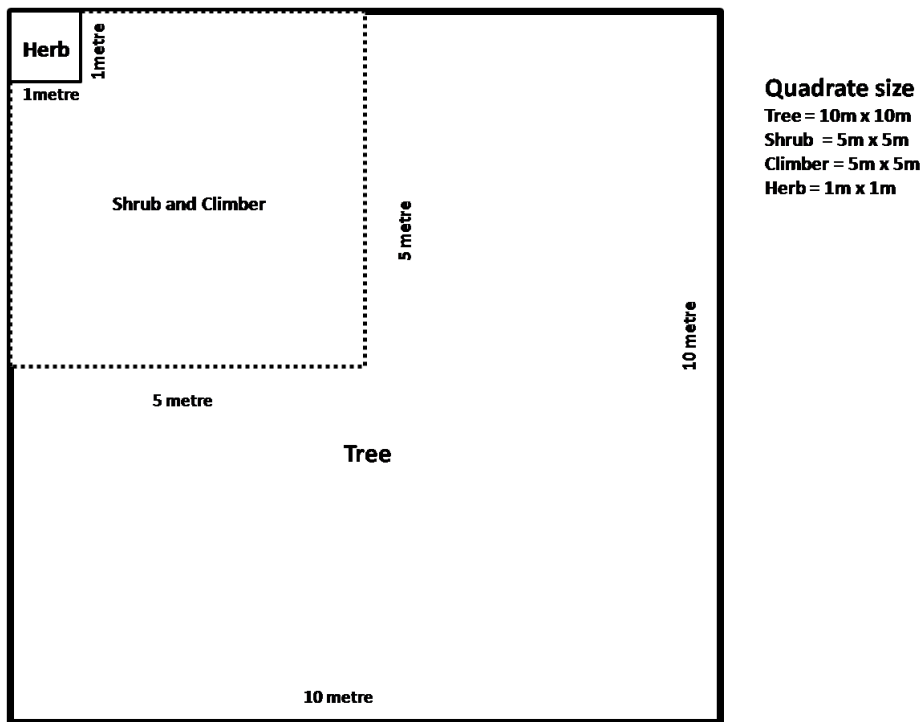 Herb
1metre
1metre
Quadrate size
Tree = 10m x 10m
Shrub = 5m x 5m
Climber = 5m x 5m
Herb = 1m x 1m
Shrub and Climber
5 metre
10 metre
5 metre
Tree
10 metre